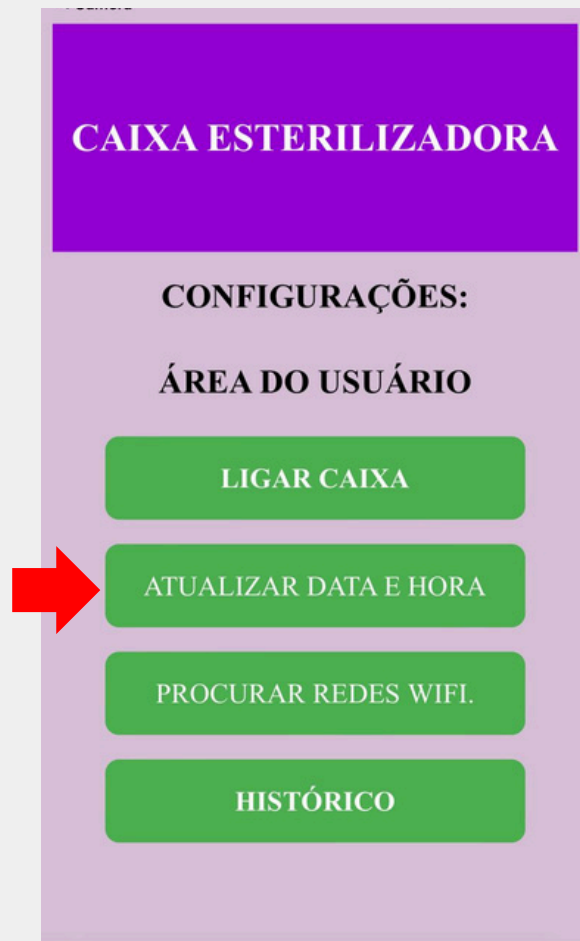 CAIXA ESTERILIZADORA
CONFIGURAÇÕES:
ÁREA DO USUÁRIO
LIGAR CAIXA
ATUALIZAR DATA E HORA
PROCURAR REDES WIFI.
HISTÓRICO